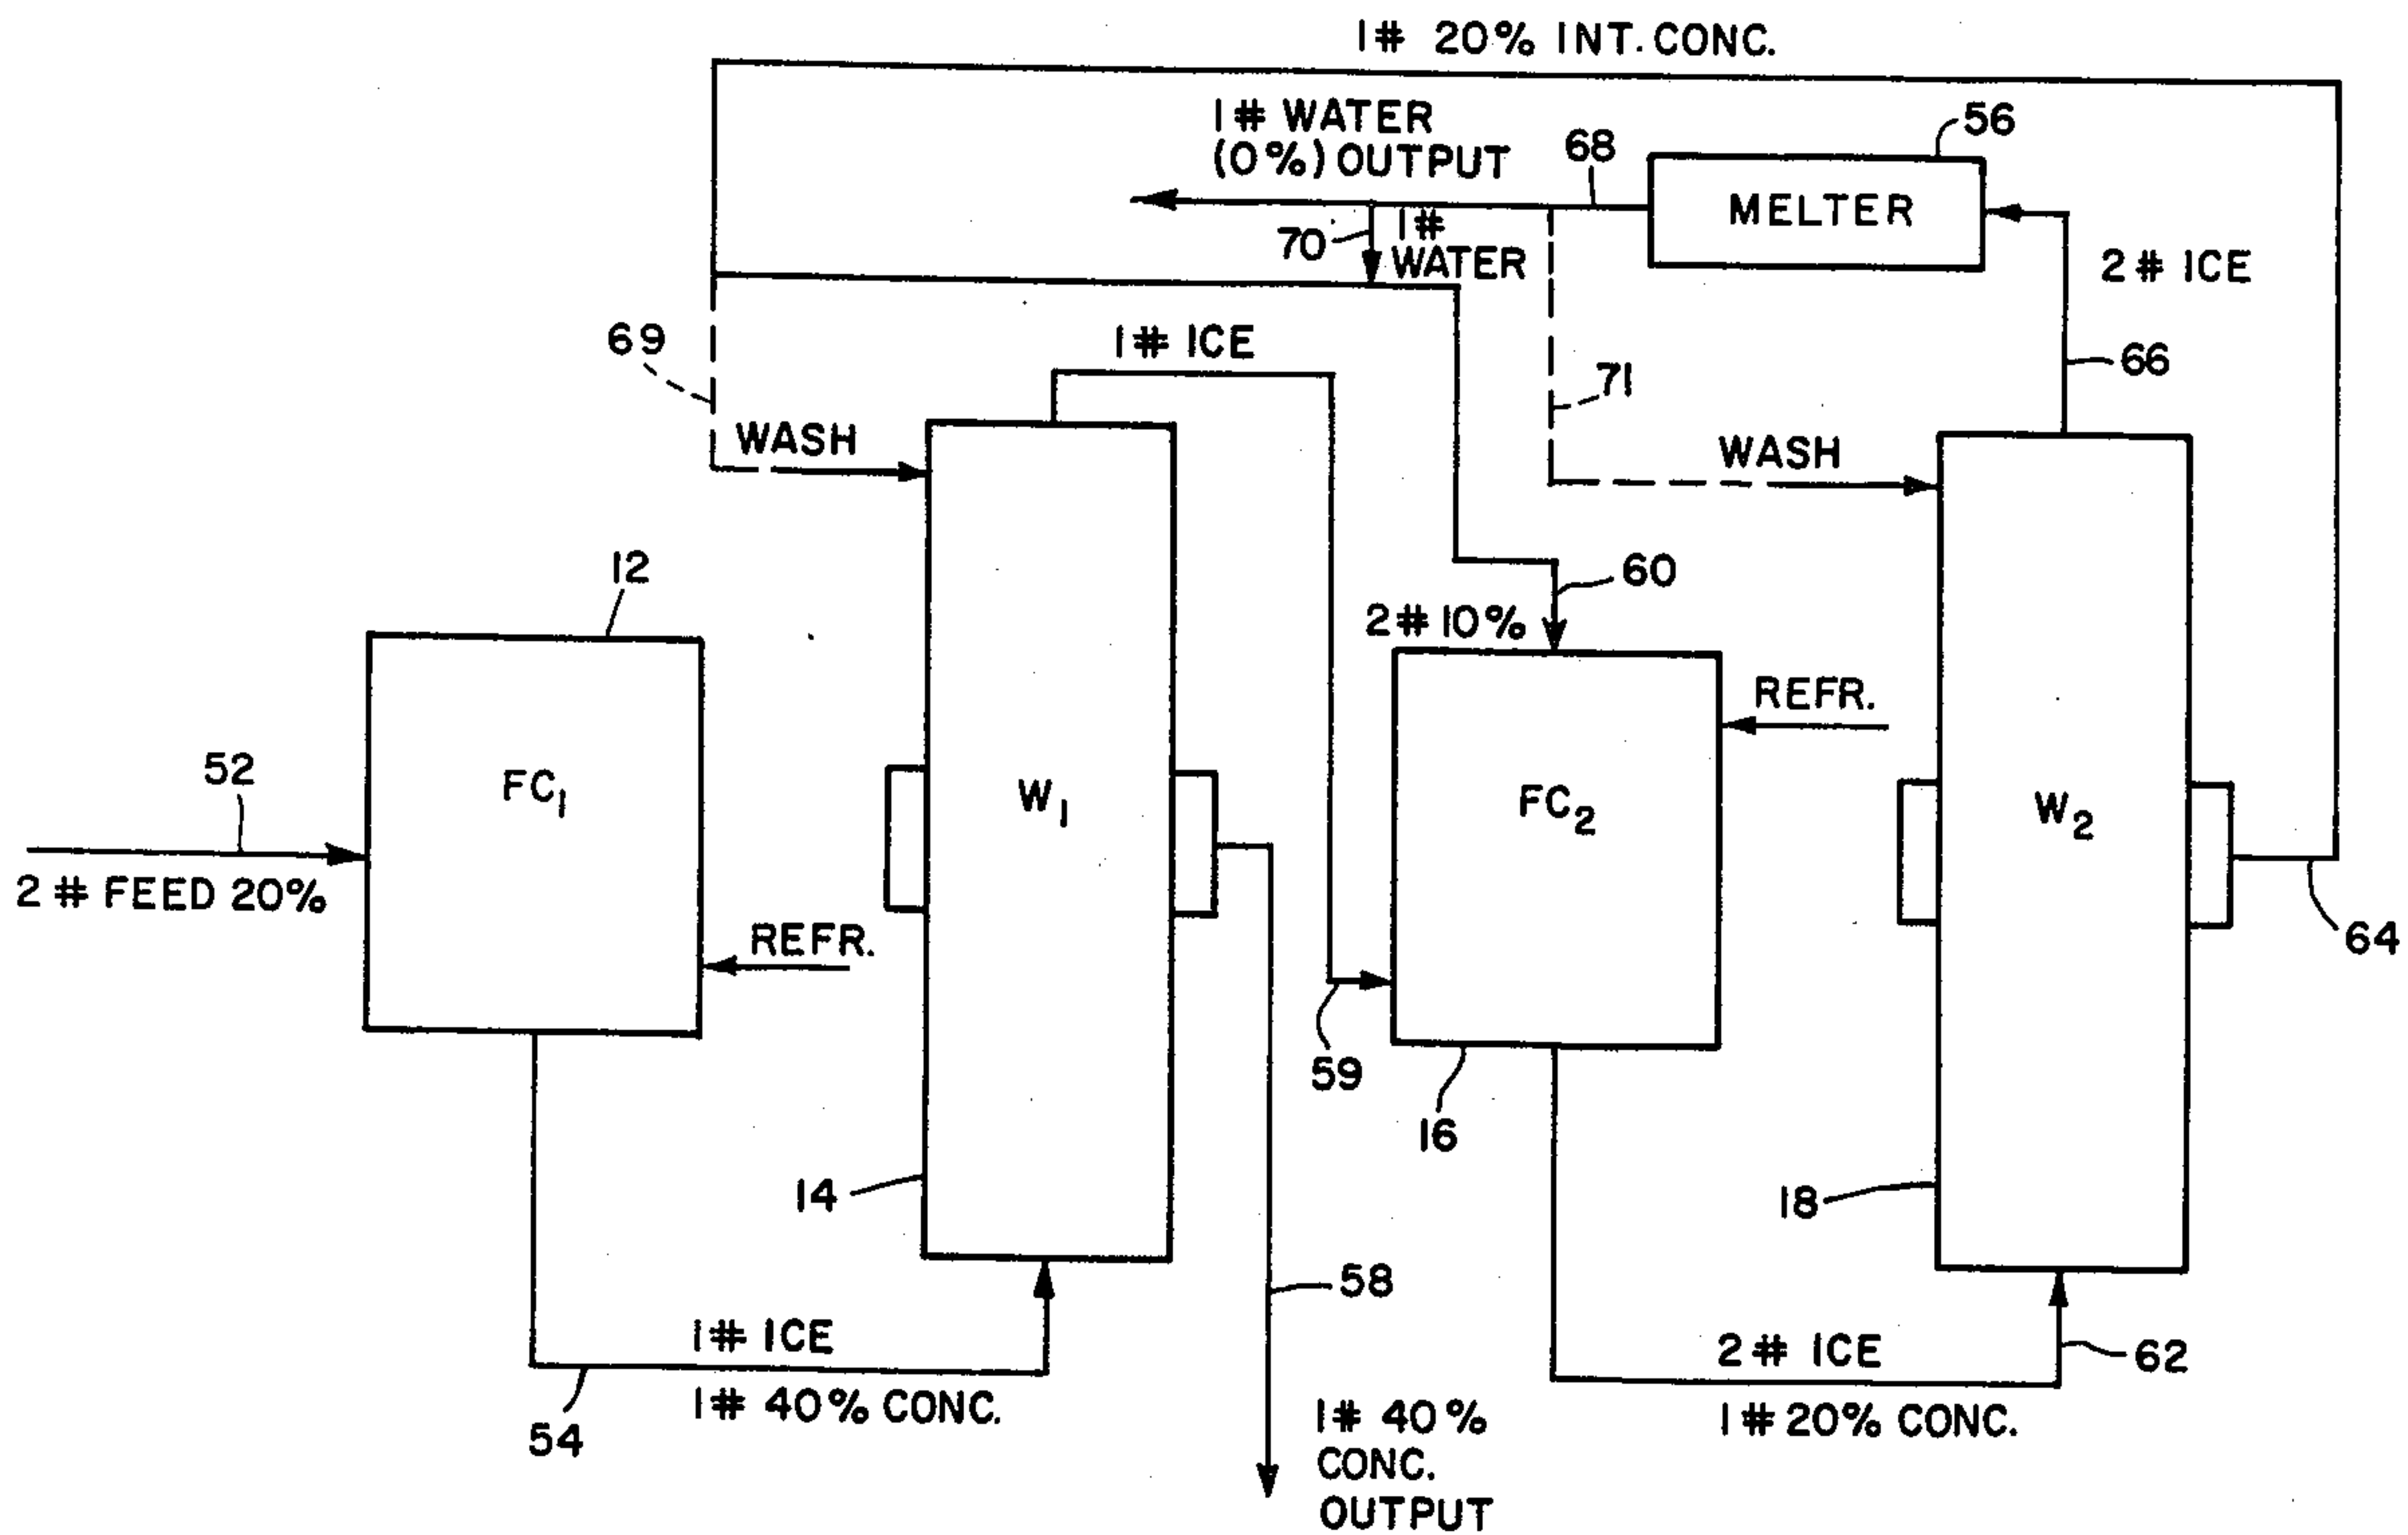 1# 20% INT. CONC.
1# WATER
(0%) OUTPUT
68
56
MELTER
70
1#
WATER
2# ICE
69
1# ICE
71
66
WASH
WASH
12
60
2# 10%
REFR.
52
FC1
W1
FC2
W2
2# FEED 20%
REFR.
64
59
16
14
18
58
1# ICE
1# 40% CONC.
54
2# ICE
62
1# 20% CONC.
1# 40%
CONC.
OUTPUT